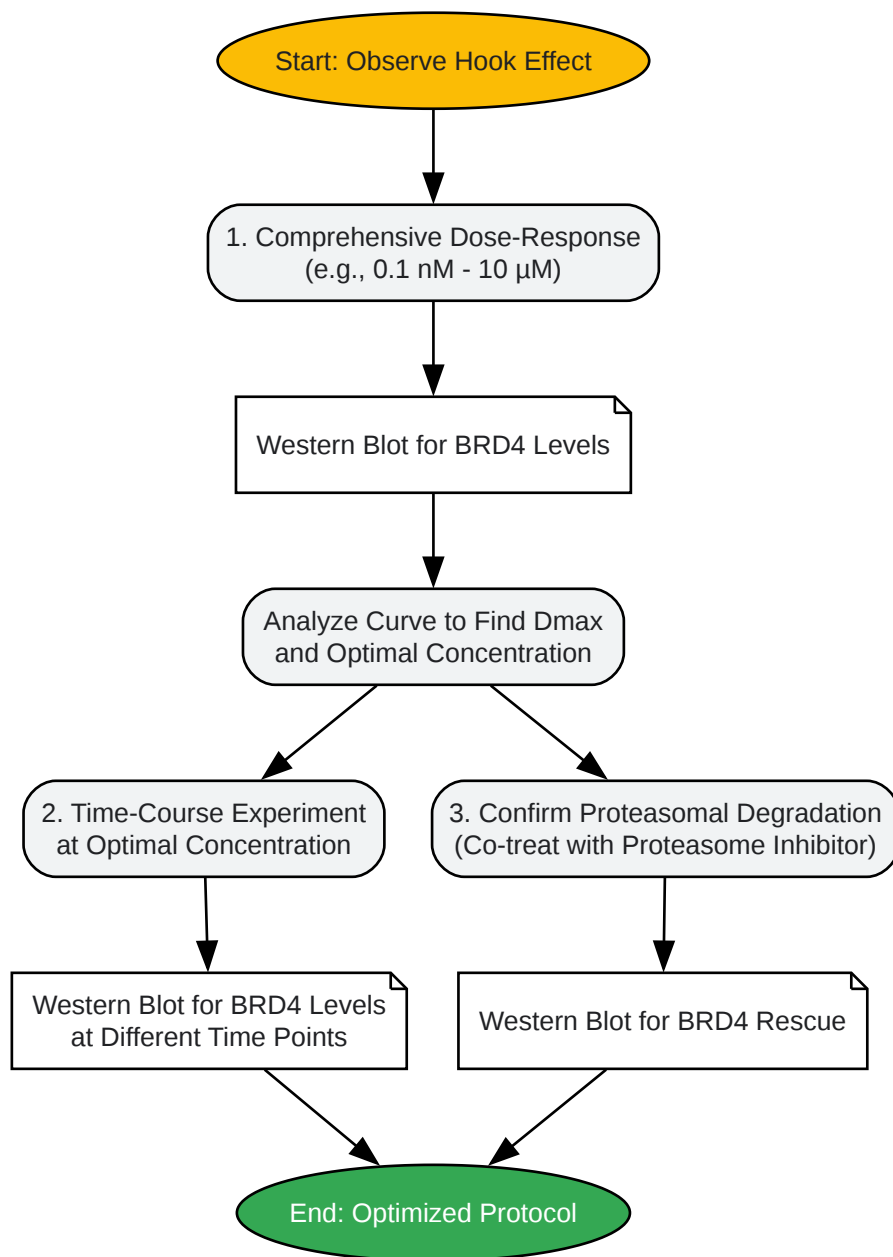 Start: Observe Hook Effect
1. Comprehensive Dose-Response
(e.g., 0.1 nM - 10 µM)
Western Blot for BRD4 Levels
Analyze Curve to Find Dmax
and Optimal Concentration
2. Time-Course Experiment
at Optimal Concentration
3. Confirm Proteasomal Degradation
(Co-treat with Proteasome Inhibitor)
Western Blot for BRD4 Levels
at Different Time Points
Western Blot for BRD4 Rescue
End: Optimized Protocol